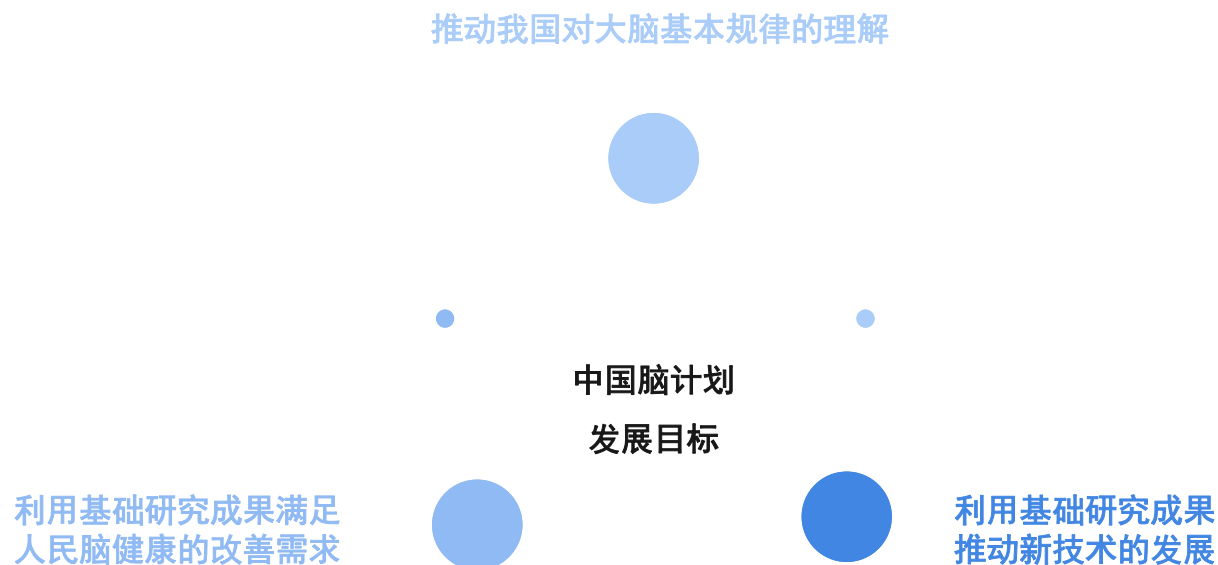 推动我国对大脑基本规律的理解
中国脑计划
发展目标
利用基础研究成果满足
人民脑健康的改善需求
利用基础研究成果
推动新技术的发展